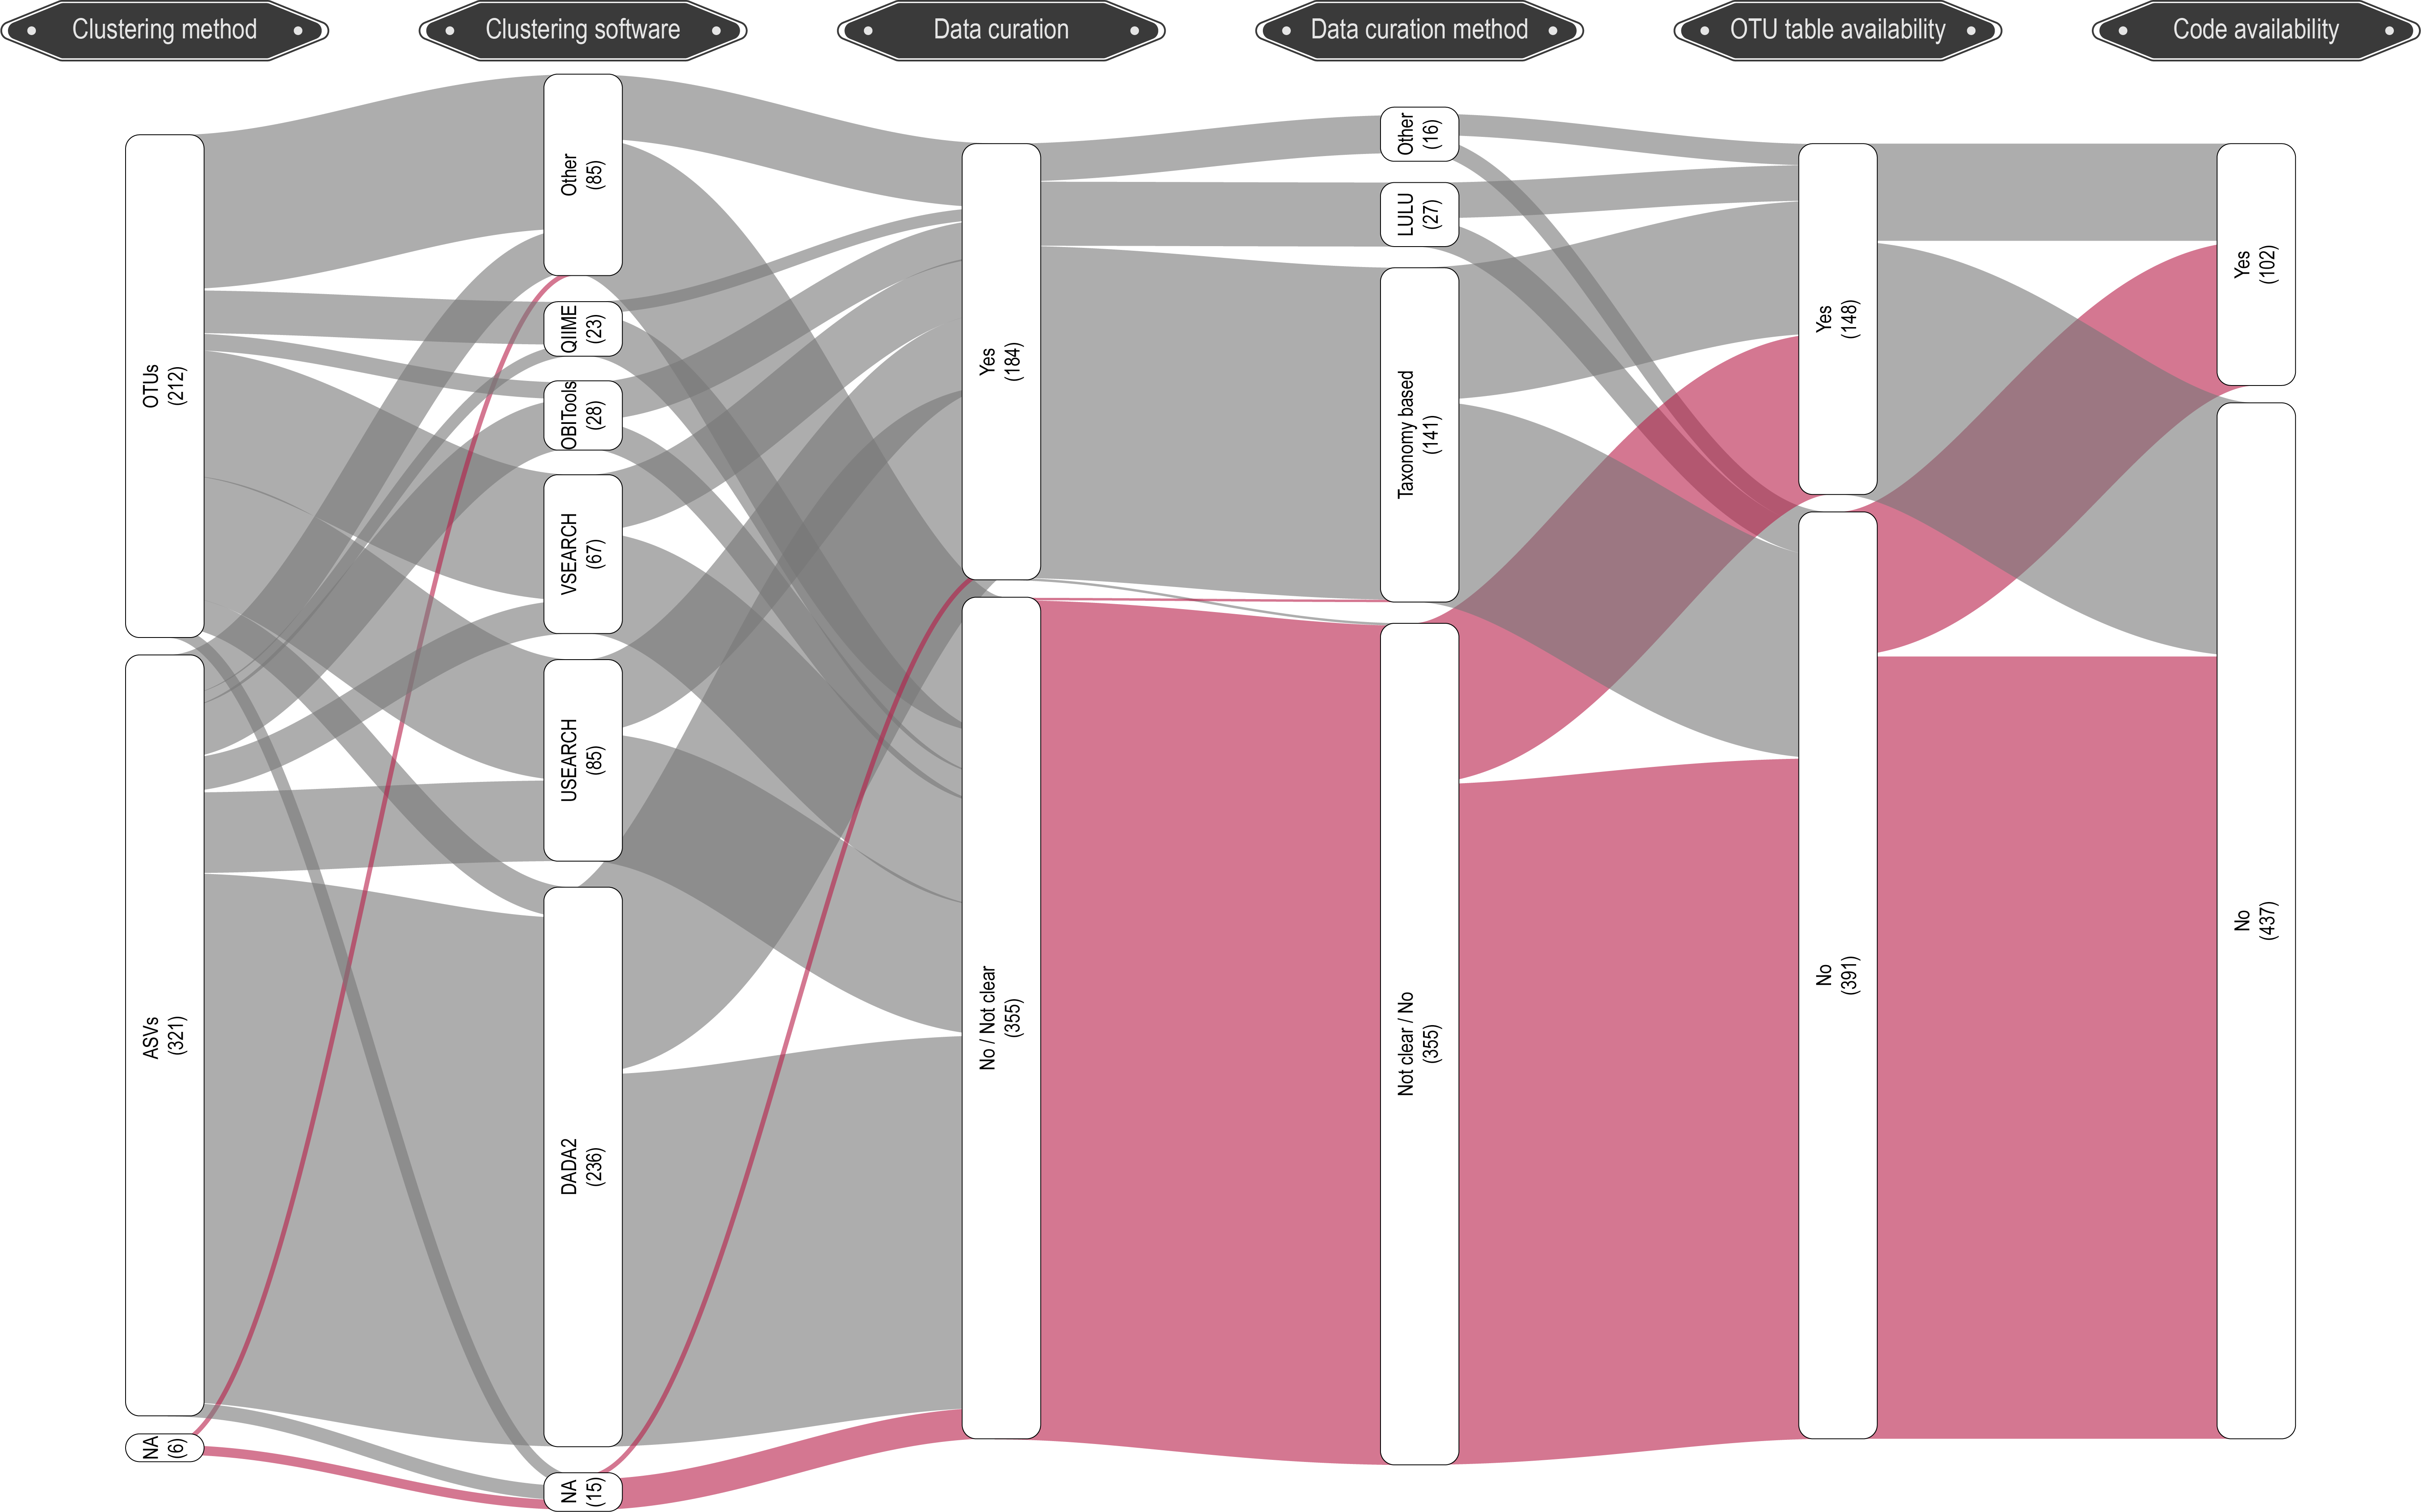 Clustering method
Clustering software
Data curation
Data curation method
OTU table availability
Code availability
OTUs
(212)
ASVs
(321)
NA
(6)
Other
(85)
QIIME
(23)
OBITools
(28)
VSEARCH
(67)
USEARCH
(85)
DADA2
(236)
NA
(15)
Yes
(184)
No / Not clear
(355)
Other
(16)
LULU
(27)
Taxonomy based
(141)
Not clear / No
(355)
Yes
(148)
No
(391)
Yes
(102)
No
(437)